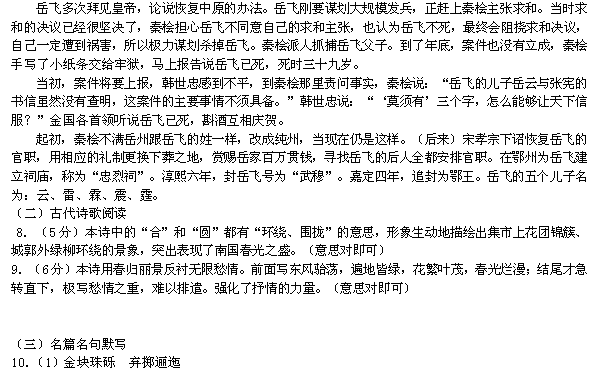 岳飞多次拜见皇帝，论说恢复中原的办法。岳飞刚要谋划大规模发兵，正赶上秦桧主张求和。当时求
和的决议已经很坚决了，秦桧担心岳飞不同意自己的求和主张，也认为岳飞不死，最终会阻挠求和决议，
自己一定遭到祸害，所以极力谋划杀掉岳飞。秦桧派人抓捕岳飞父子。到了年底，案件也没有立成，秦桧
手写了小纸条交给牢狱，马上报告说岳飞已死，死时三十九岁。
当初，案件将要上报，韩世忠感到不平，到秦桧那里责问事实，秦桧说：“岳飞的儿子岳云与张宪的
书信虽然没有查明，这案件的主要事情不须具备。”韩世忠说：“‘莫须有’三个字，怎么能够让天下信
服？”金国各首领听说岳飞已死，斟酒互相庆贺。
起初，秦桧不满岳州跟岳飞的姓一样，改成纯州，当现在仍是这样。（后来）宋孝宗下诏恢复岳飞的
官职，用相应的礼制更换下葬之地，赏赐岳家百万贯钱，寻找岳飞的后人全都安排官职。在鄂州为岳飞建
立祠庙，称为“忠烈祠”。淳熙六年，封岳飞号为“武穆”。嘉定四年，追封为鄂王。岳飞的五个儿子名
为：云、雷、霖、震、霆。
（二）古代诗歌阅读
8．（5分）本诗中的“合”和“圆”都有“环绕、围拢”的意思，形象生动地描绘出集市上花团锦簇、
城郭外绿柳环绕的景象，突出表现了南国春光之盛。（意思对即可）
9．（6分）本诗用春归丽景反衬无限愁情。前面写东风骀荡，遍地皆绿，花繁叶茂，春光烂漫；结尾才急
转直下，极写愁情之重，难以排遣。强化了抒情的力量。（意思对即可）
（三）名篇名句默写
10．（1）金块珠砾　弃掷逦迤